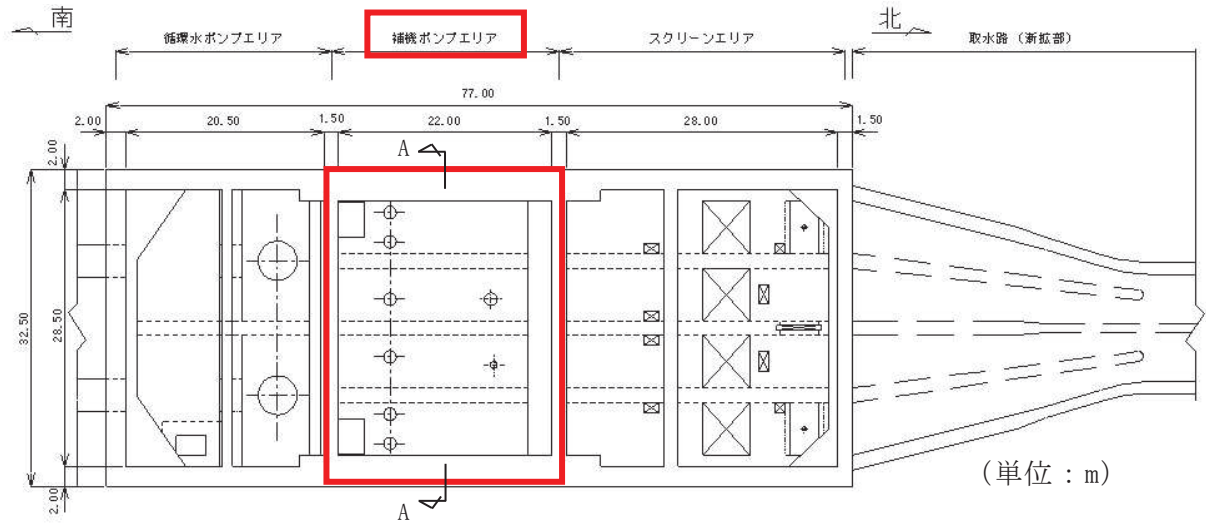 南
北
循環水ポンプエリア
補機ポンプエリア
スクリーンエリア
取水路（漸拡部）
77.00
2.00
20.50
1.50
22.00
1.50
28.00
1.50
A
2.00
32.50
28.50
2.00
A
(単位：m)